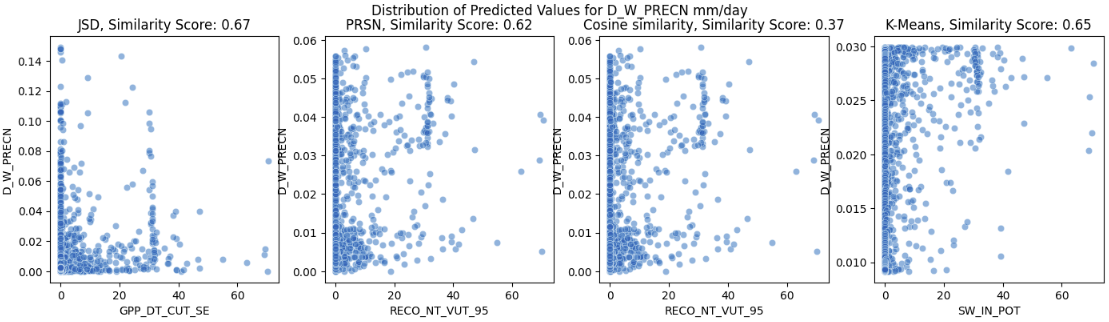 Distribution of Predicted Values for D_W_PRECN mm/day
JSD, Similarity Score: 0.67
PRSN, Similarity Score: 0.62
Cosine similarity, Similarity Score: 0.37
K-Means, Similarity Score: 0.65
D_W_PRECN
0.14
0.12
0.10
0.08
0.06
0.04
0.02
0.00
0 20 40 60
GPP_DT_CUT_SE
D_W_PRECN
0.06
0.05
0.04
0.03
0.02
0.01
0.00
0 20 40 60
RECO_NT_VUT_95
D_W_PRECN
0.06
0.05
0.04
0.03
0.02
0.01
0.00
0 20 40 60
RECO_NT_VUT_95
D_W_PRECN
0.030
0.025
0.020
0.015
0.010
0 20 40 60
SW_IN_POT